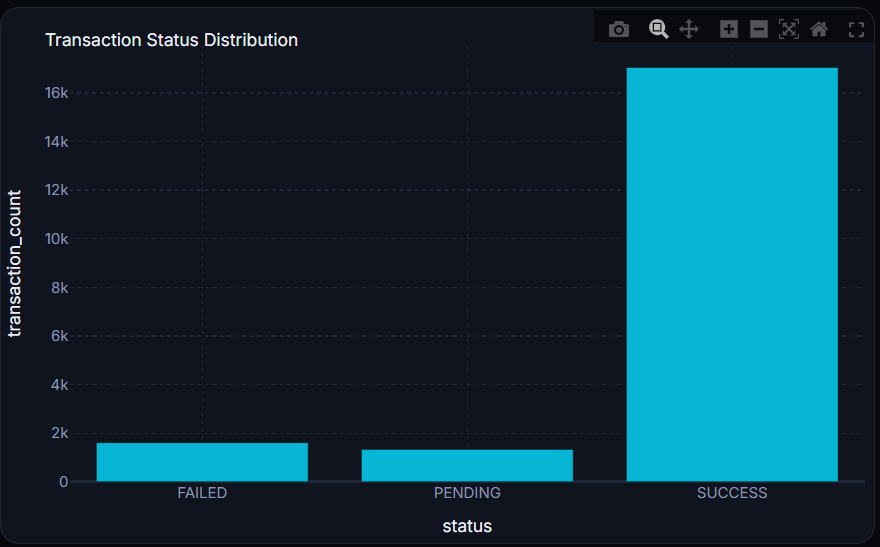 Transaction Status Distribution
transaction_count
16k
14k
12k
10k
8k
6k
4k
2k
0
FAILED PENDING SUCCESS
status